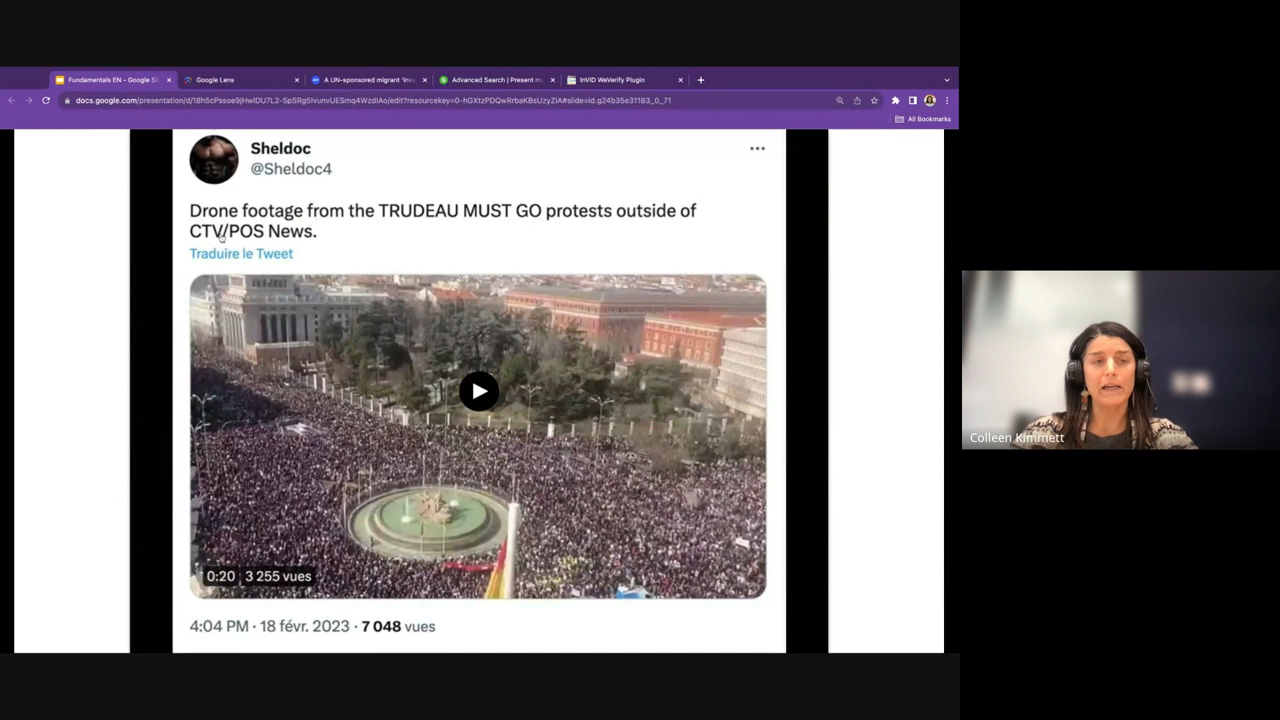 Fundamentals EN - Google Sli
Google Lens
A UN-sponsored migrant 'inva
Advanced Search | Present m
InVID WeVerify Plugin
All Bookmarks
Sheldoc
@Sheldoc4
Drone footage from the TRUDEAU MUST GO protests outside of
CTV/POS News.
Traduire le Tweet
0:20 3 255 vues
4:04 PM · 18 févr. 2023 · 7 048 vues
Colleen Kimmett